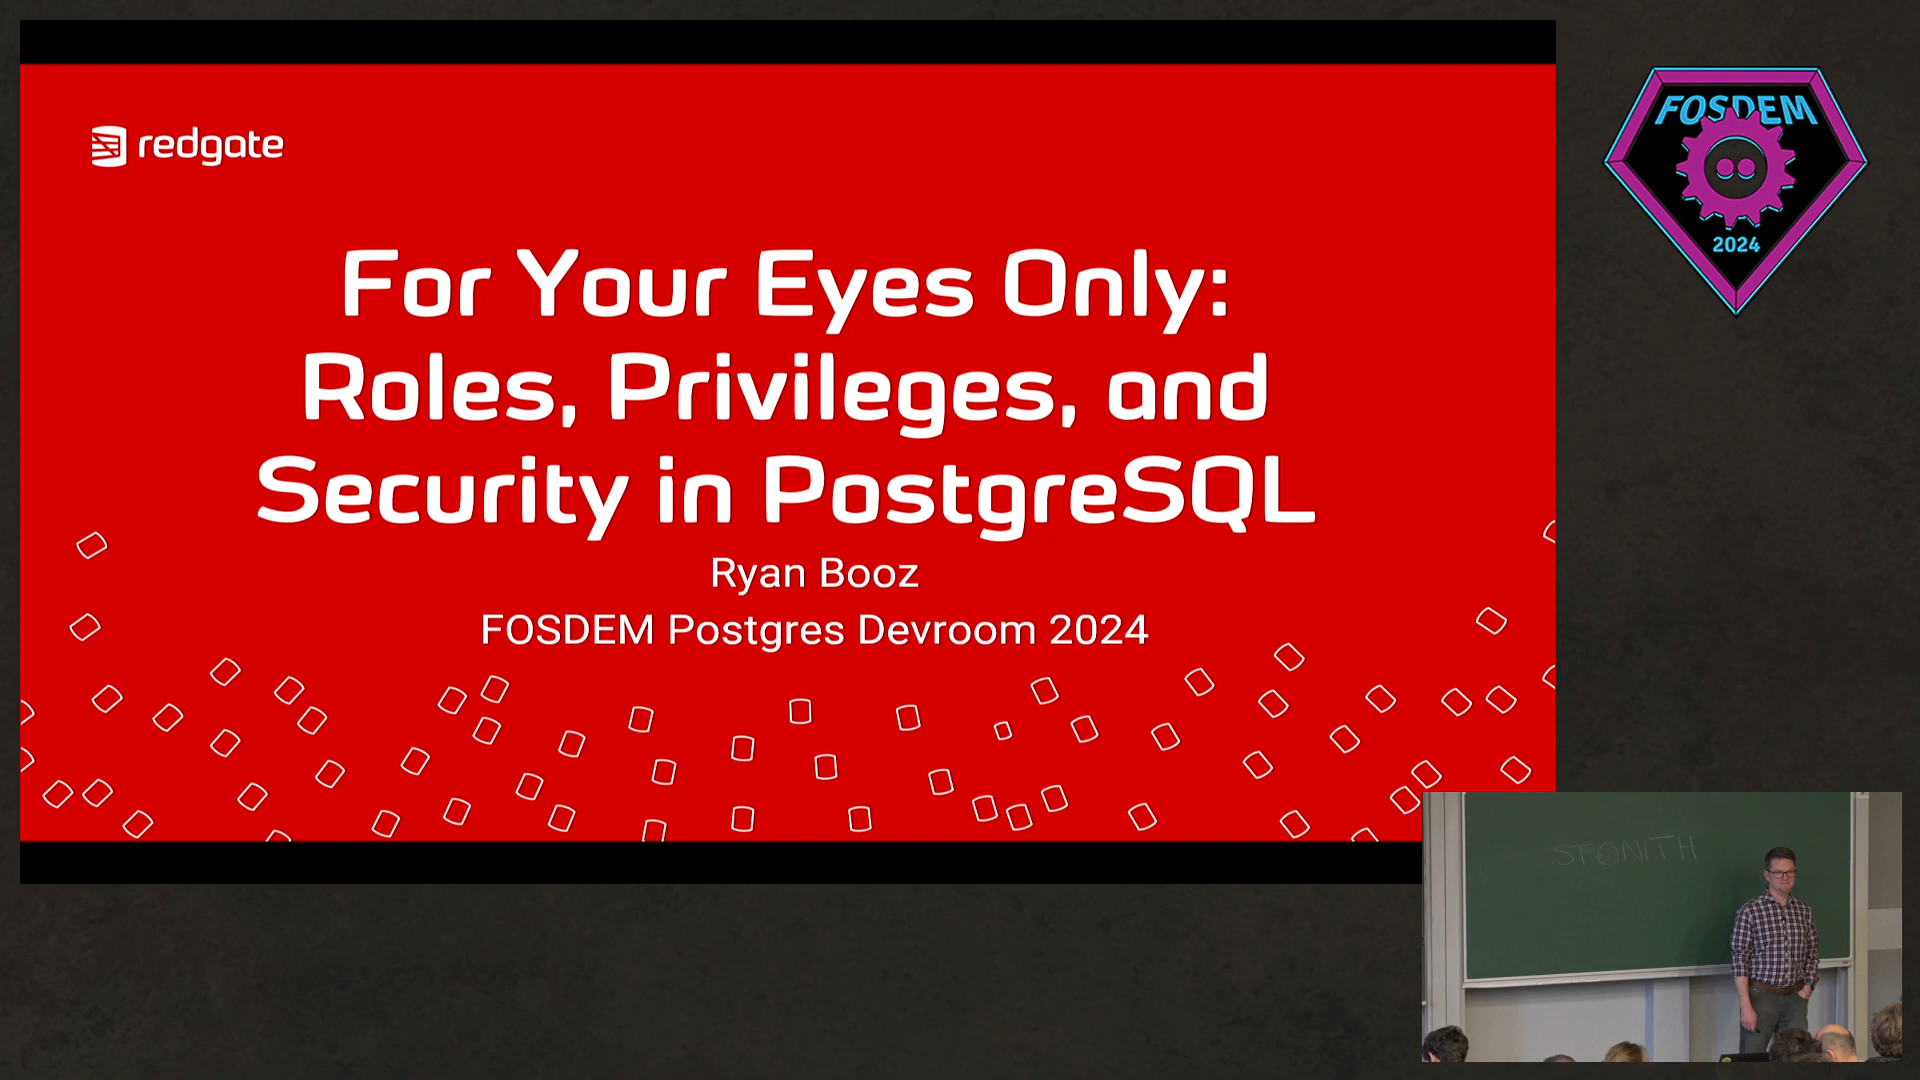 redgate
For Your Eyes Only:
Roles, Privileges, and
Security in PostgreSQL
Ryan Booz
FOSDEM Postgres Devroom 2024
FOSDEM
2024
STONITH